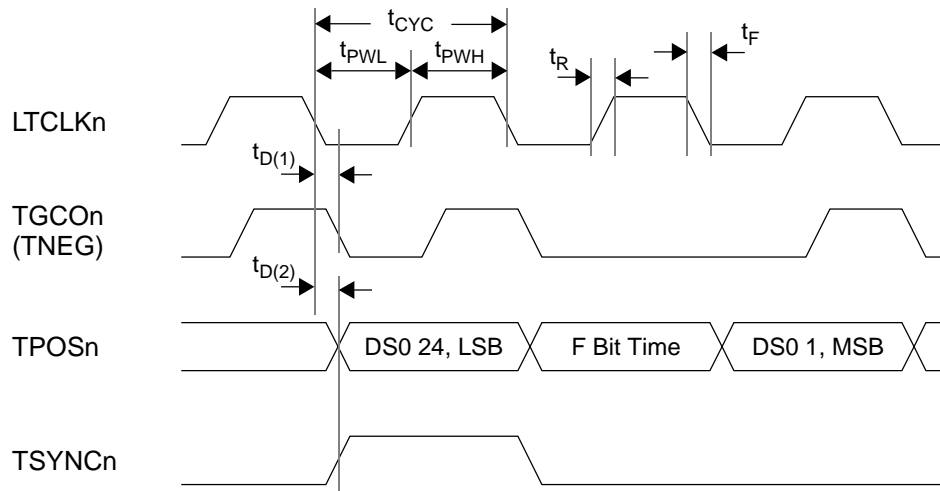 tCYC
tPWL tPWH tR tF
LTCLKn
tD(1)
TGCOn
(TNEG)
tD(2)
TPOSn DS0 24, LSB F Bit Time DS0 1, MSB
TSYNCn